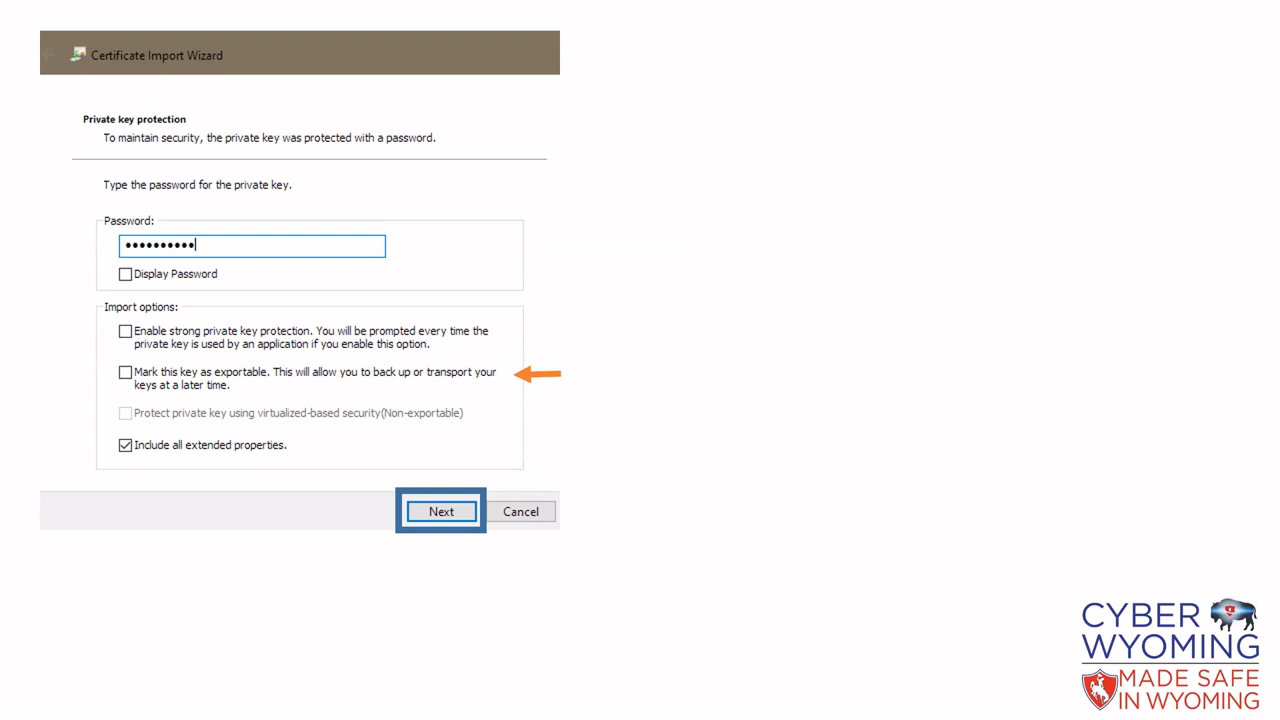 Certificate Import Wizard
Private key protection
To maintain security, the private key was protected with a password.
Type the password for the private key.
Password:
••••••••••
Display Password
Import options:
Enable strong private key protection. You will be prompted every time the
private key is used by an application if you enable this option.
Mark this key as exportable. This will allow you to back up or transport your
keys at a later time.
Protect private key using virtualized-based security(Non-exportable)
Include all extended properties.
Next
Cancel
CYBER
WYOMING
MADE SAFE
IN WYOMING